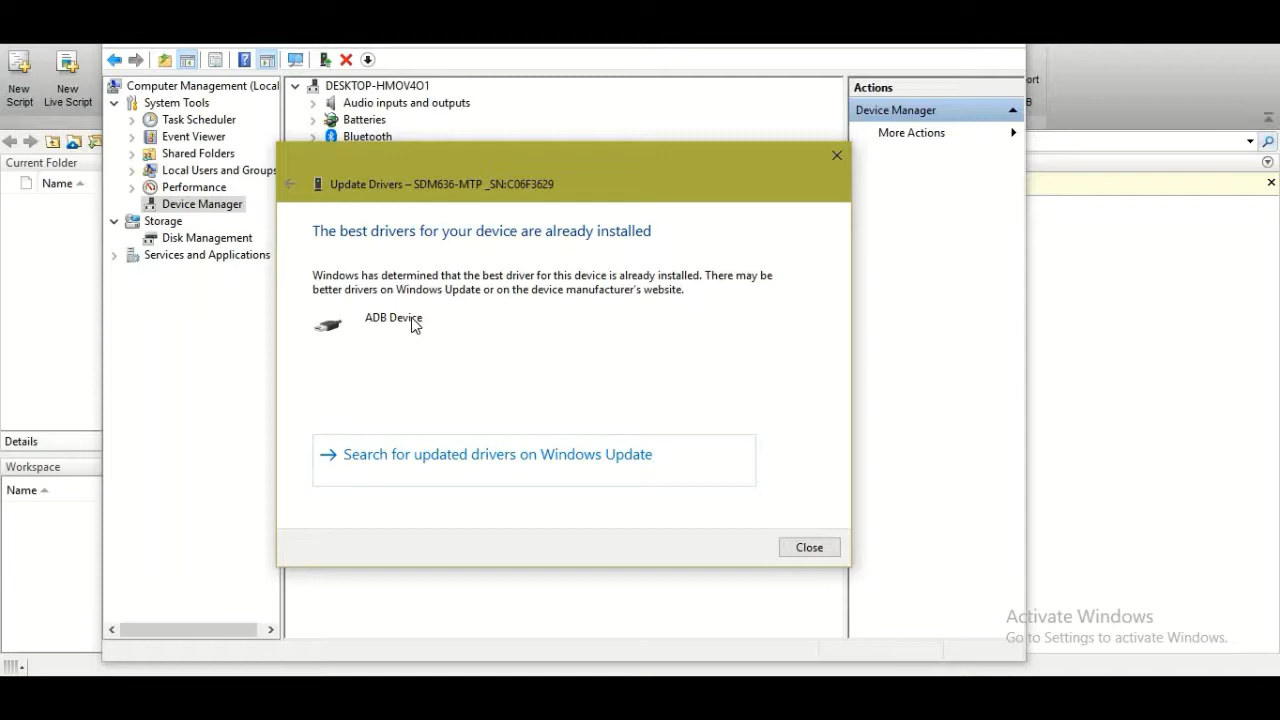 New
Script
New
Live Script
Current Folder
Name
Details
Workspace
Name
Computer Management (Local
System Tools
Task Scheduler
Event Viewer
Shared Folders
Local Users and Groups
Performance
Device Manager
Storage
Disk Management
Services and Applications
DESKTOP-HMOV4O1
Audio inputs and outputs
Batteries
Bluetooth
Actions
Device Manager
More Actions
ort
B
Update Drivers – SDM636-MTP _SN:C06F3629
The best drivers for your device are already installed
Windows has determined that the best driver for this device is already installed. There may be
better drivers on Windows Update or on the device manufacturer's website.
ADB Device
Search for updated drivers on Windows Update
Close
Activate Windows
Go to Settings to activate Windows.